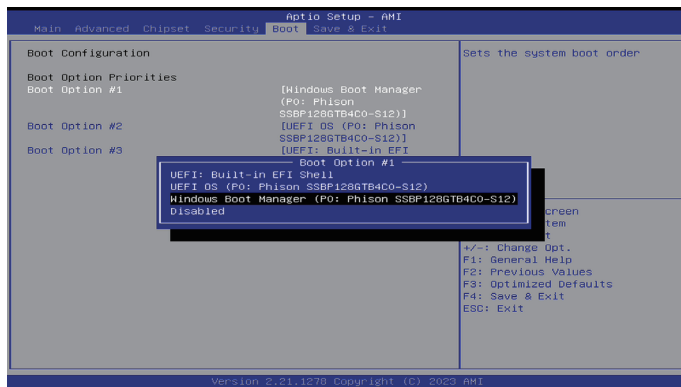 Aptio Setup – AMI
Main Advanced Chipset Security Boot Save & Exit
Boot Configuration
Sets the system boot order
Boot Option Priorities
Boot Option #1 [Windows Boot Manager
(P0: Phison
SSBP128GTB4C0-S12)]
Boot Option #2 [UEFI OS (P0: Phison
SSBP128GTB4C0-S12)]
Boot Option #3 [UEFI: Built-in EFI
Boot Option #1
UEFI: Built-in EFI Shell
UEFI OS (P0: Phison SSBP128GTB4C0-S12)
Windows Boot Manager (P0: Phison SSBP128GTB4C0-S12)
Disabled
+/-: Change Opt.
F1: General Help
F2: Previous Values
F3: Optimized Defaults
F4: Save & Exit
ESC: Exit
Version 2.21.1278 Copyright (C) 2023 AMI